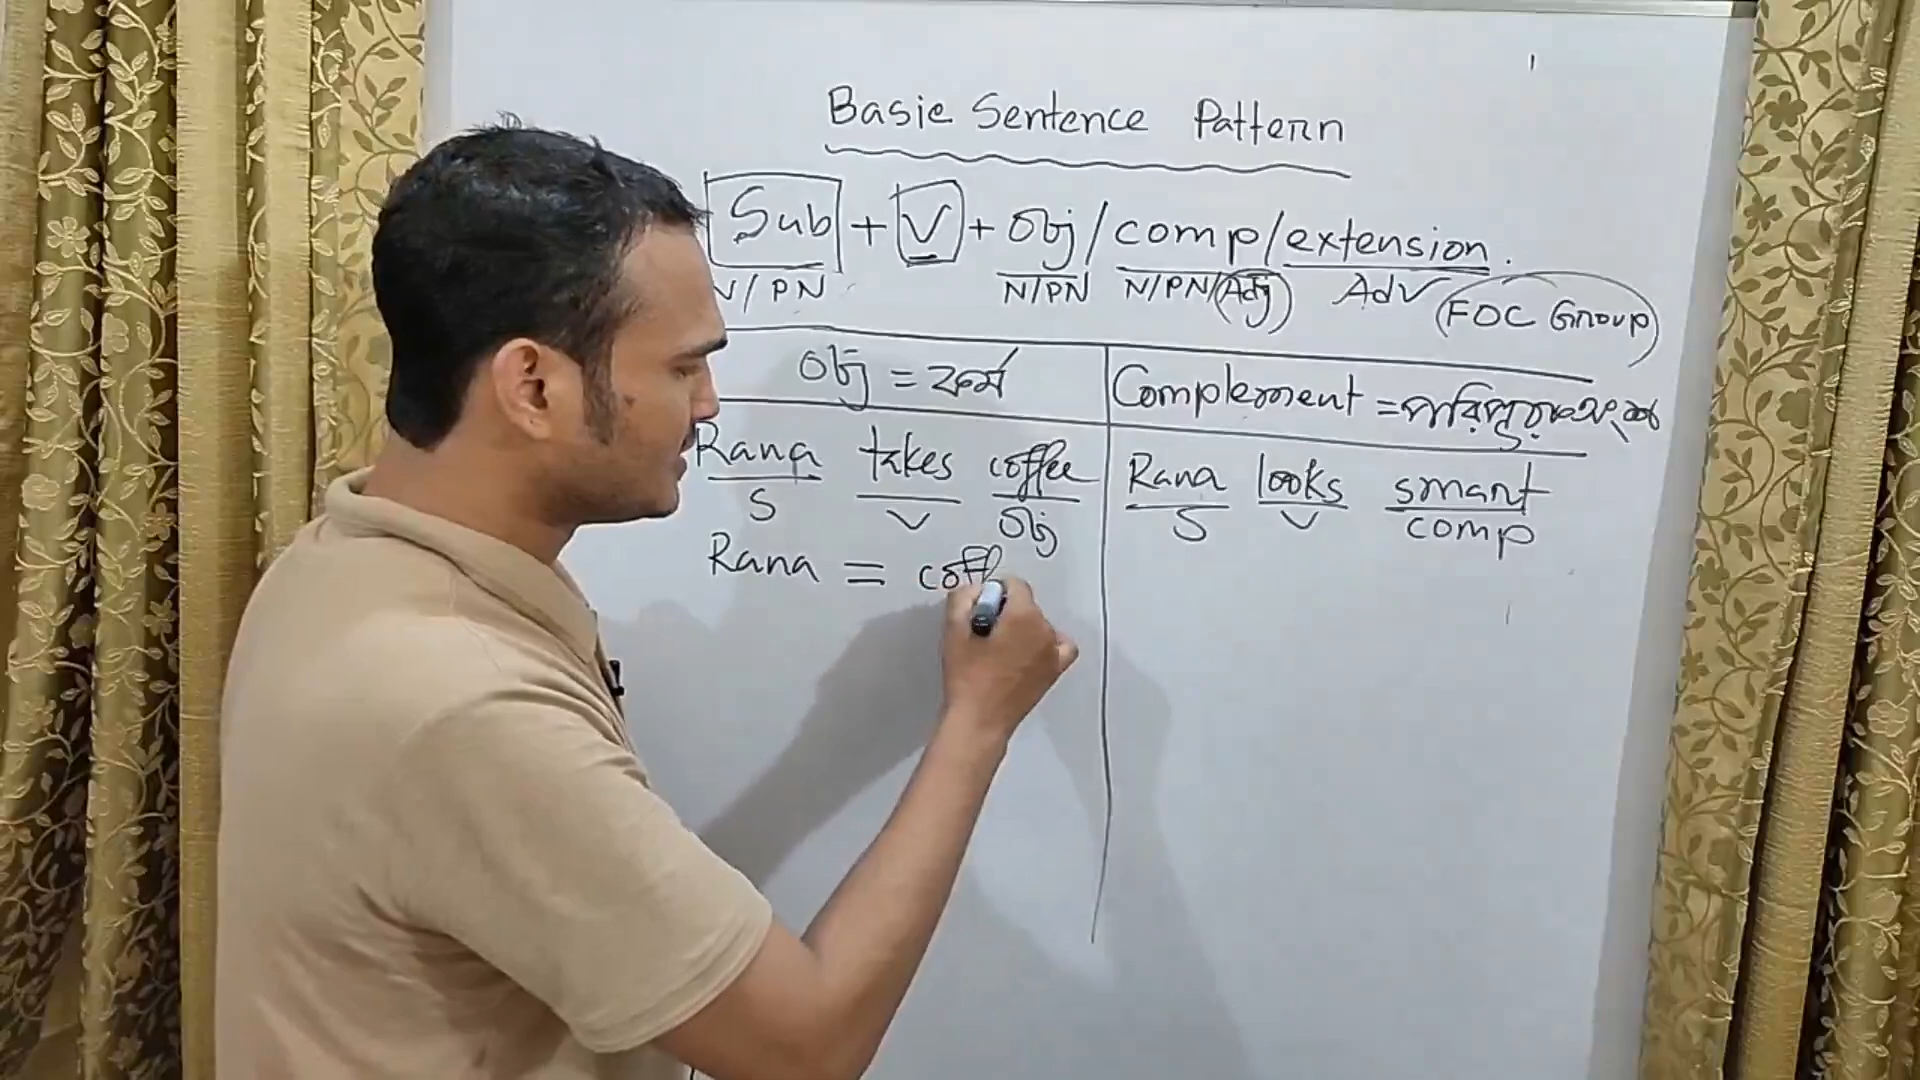 Basic Sentence Pattern
Sub + V + Obj / comp / extension.
N / PN N/PN N/PN/Adj Adv (FOC Group)
Obj = কর্ম
Complement = পরিপূরক অংশ
Rana takes coffee
S V Obj
Rana = coff
Rana looks smart
S V comp